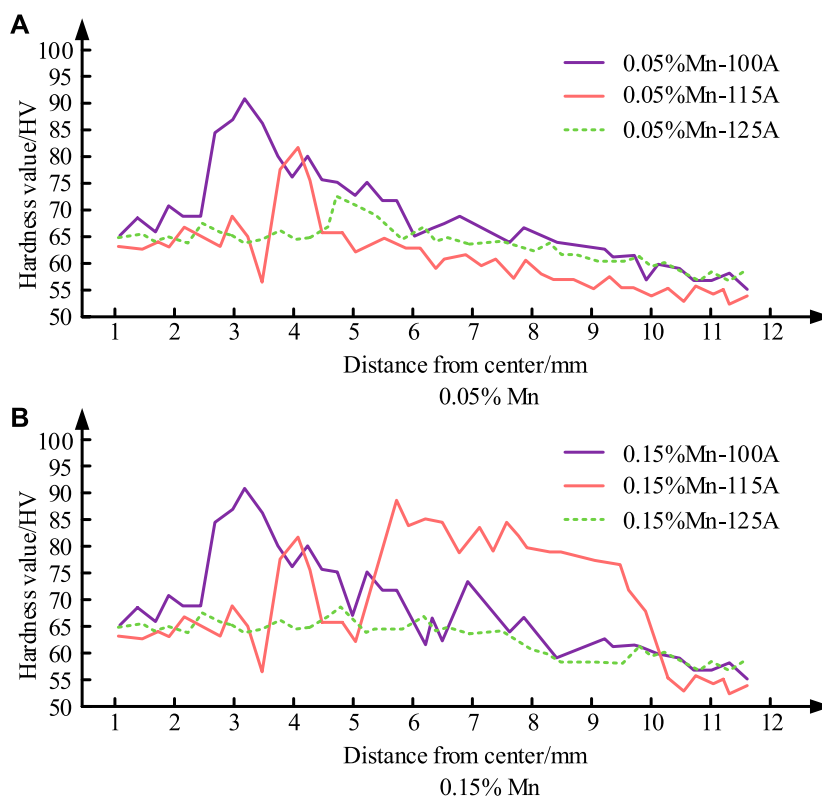 A
100
95
90
85
80
75
70
65
60
55
50
Hardness value/HV
0.05%Mn-100A
0.05%Mn-115A
0.05%Mn-125A
1 2 3 4 5 6 7 8 9 10 11 12
Distance from center/mm
0.05% Mn
B
100
95
90
85
80
75
70
65
60
55
50
Hardness value/HV
0.15%Mn-100A
0.15%Mn-115A
0.15%Mn-125A
1 2 3 4 5 6 7 8 9 10 11 12
Distance from center/mm
0.15% Mn